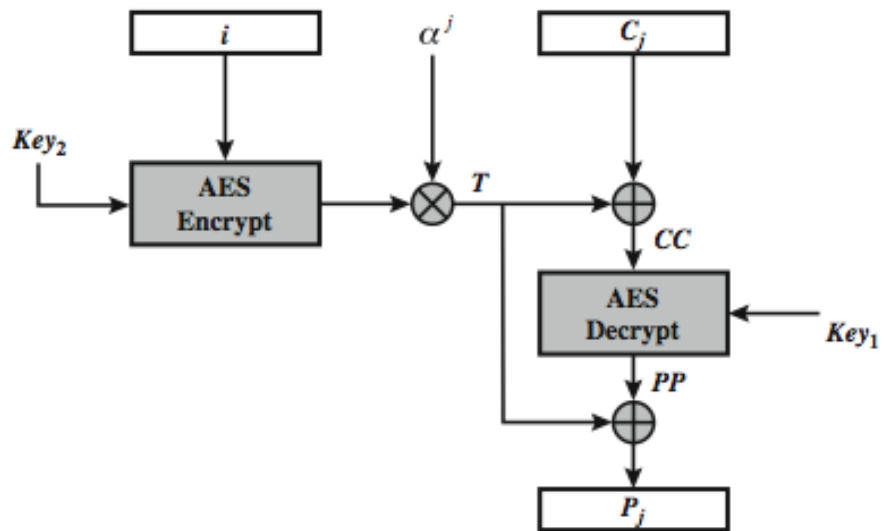 i
α^j
C_j
Key_2
AES
Encrypt
T
CC
AES
Decrypt
Key_1
PP
P_j